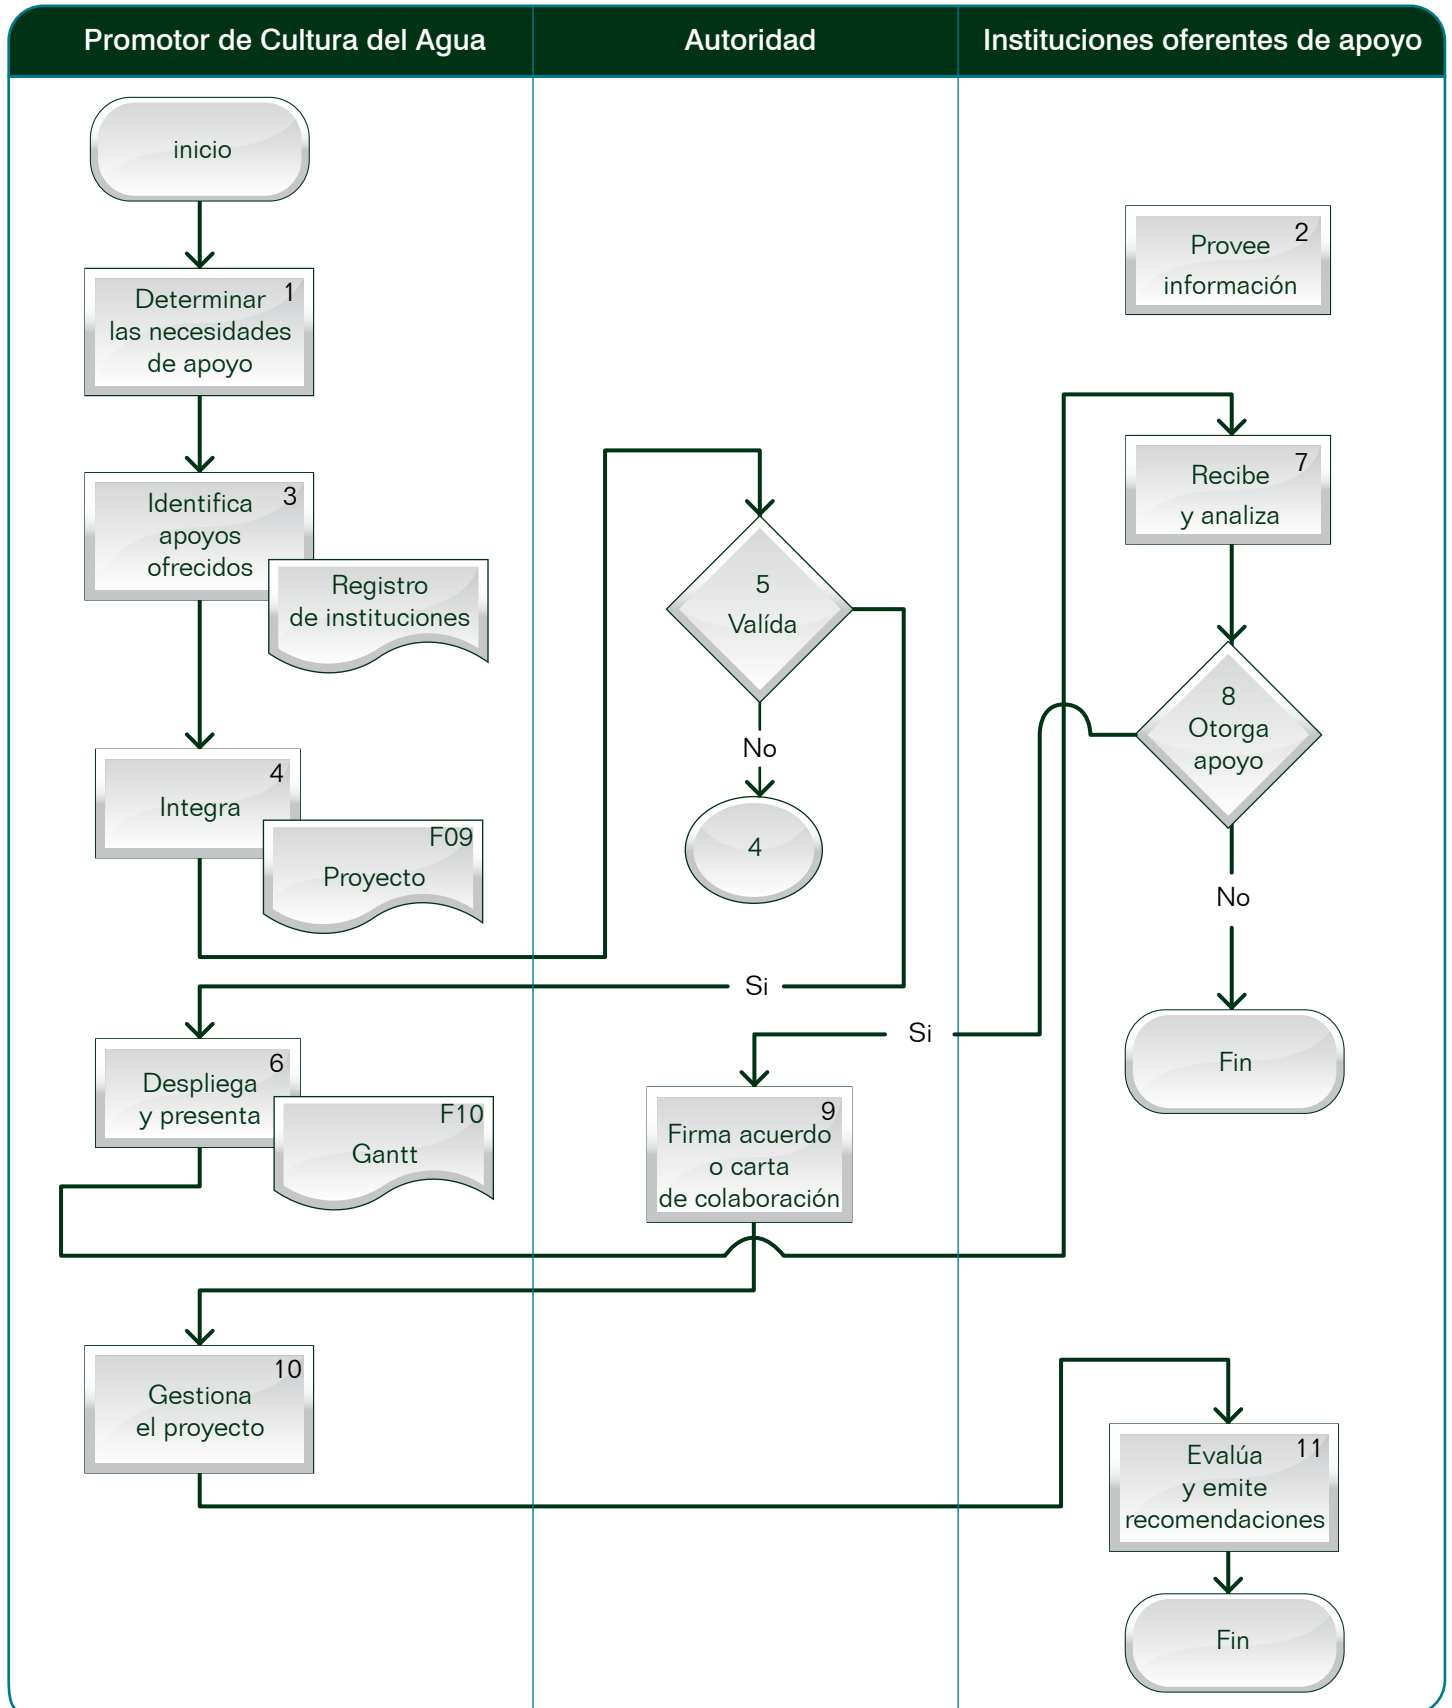 Promotor de Cultura del Agua
Autoridad
Instituciones oferentes de apoyo
inicio
2
Provee
información
1
Determinar
las necesidades
de apoyo
7
Recibe
y analiza
3
Identifica
apoyos
ofrecidos
Registro
de instituciones
5
Valída
No
4
8
Otorga
apoyo
No
Fin
4
Integra
F09
Proyecto
Si
Si
6
Despliega
y presenta
F10
Gantt
9
Firma acuerdo
o carta
de colaboración
10
Gestiona
el proyecto
11
Evalúa
y emite
recomendaciones
Fin